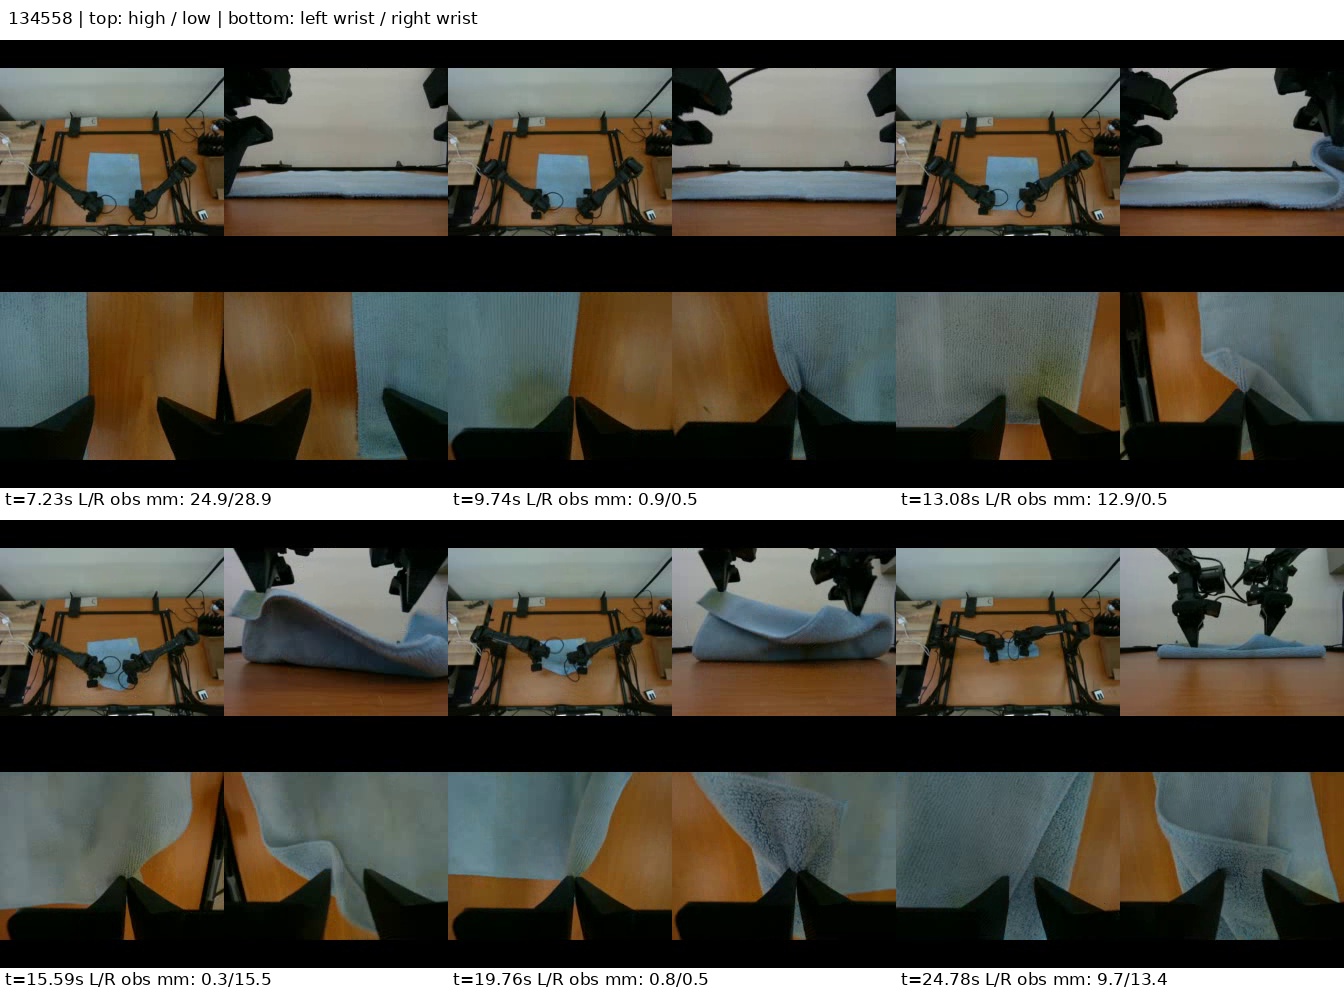 134558 | top: high / low | bottom: left wrist / right wrist
t=7.23s L/R obs mm: 24.9/28.9
t=9.74s L/R obs mm: 0.9/0.5
t=13.08s L/R obs mm: 12.9/0.5
t=15.59s L/R obs mm: 0.3/15.5
t=19.76s L/R obs mm: 0.8/0.5
t=24.78s L/R obs mm: 9.7/13.4